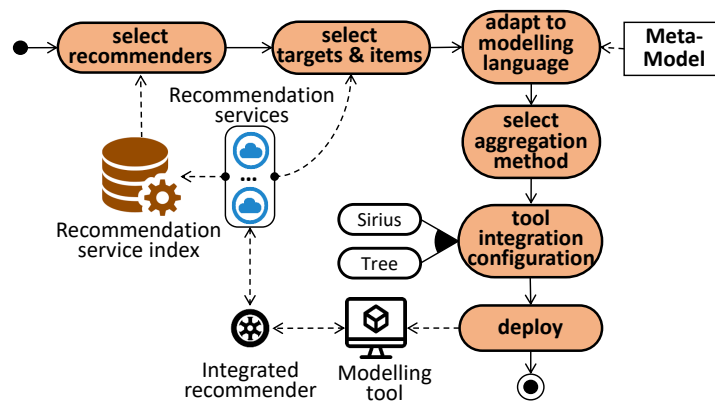 select
recommenders
select
targets & items
adapt to
modelling
language
Meta-
Model
Recommendation
services
...
select
aggregation
method
Recommendation
service index
Sirius
Tree
tool
integration
configuration
deploy
Integrated
recommender
Modelling
tool